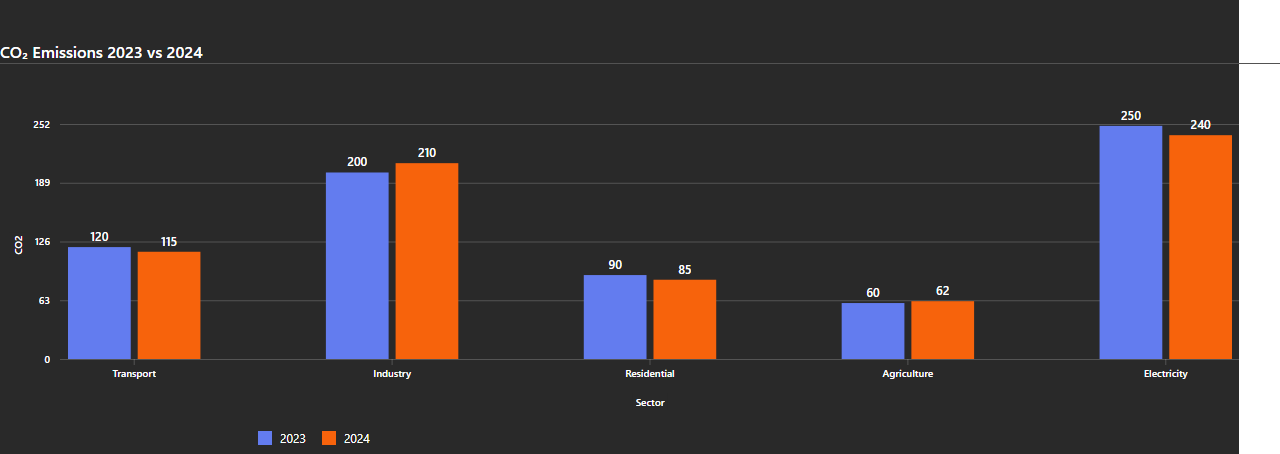 CO₂ Emissions 2023 vs 2024
250
252
240
210
200
189
120
115
126
CO2
90
85
63
60
62
0
Transport
Industry
Residential
Agriculture
Electricity
Sector
2023
2024